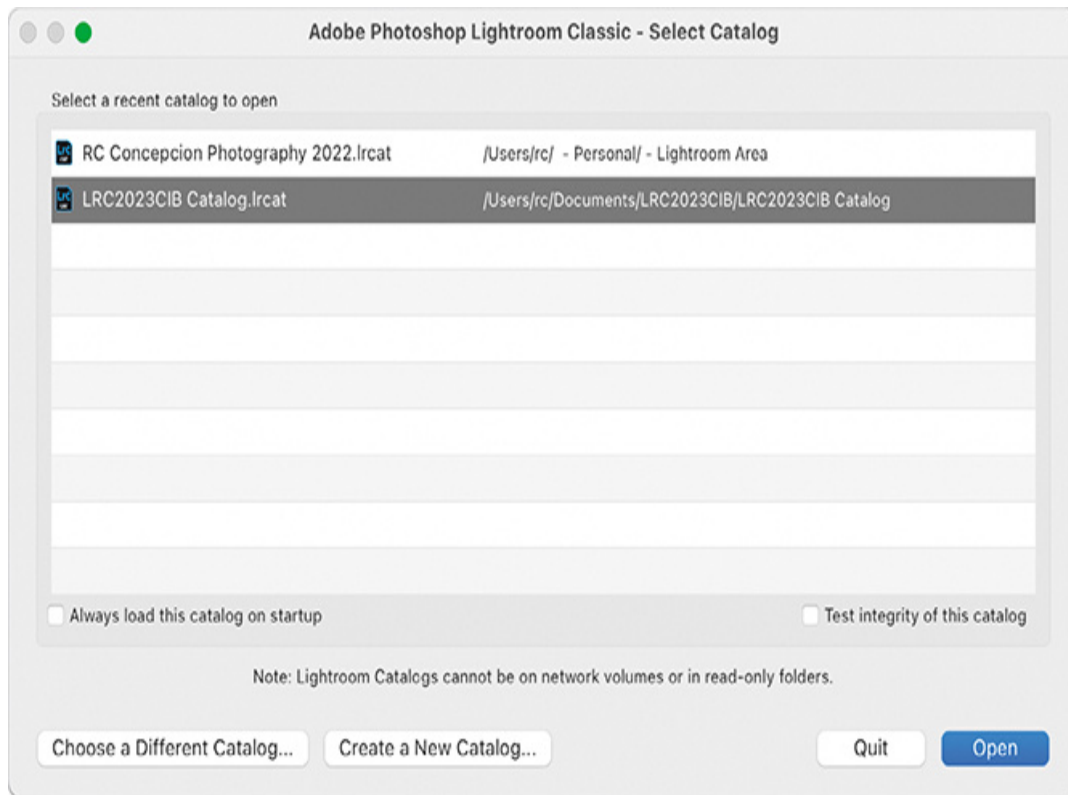 Adobe Photoshop Lightroom Classic - Select Catalog
Select a recent catalog to open
RC Concepcion Photography 2022.lrcat /Users/rc/ - Personal/ - Lightroom Area
LRC2023CIB Catalog.lrcat /Users/rc/Documents/LRC2023CIB/LRC2023CIB Catalog
Always load this catalog on startup Test integrity of this catalog
Note: Lightroom Catalogs cannot be on network volumes or in read-only folders.
Choose a Different Catalog... Create a New Catalog... Quit Open